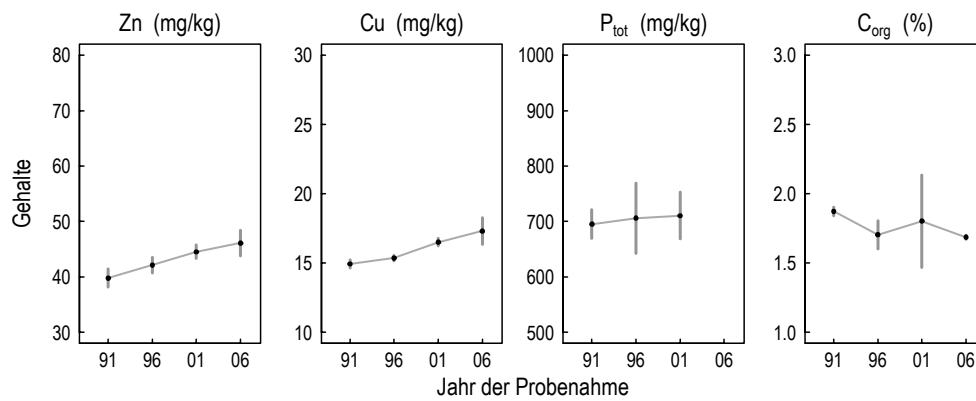 Zn (mg/kg)
Cu (mg/kg)
Ptot (mg/kg)
Corg (%)
Gehalte
80
70
60
50
40
30
91 96 01 06
30
25
20
15
10
91 96 01 06
1000
900
800
700
600
500
91 96 01 06
3.0
2.5
2.0
1.5
1.0
91 96 01 06
Jahr der Probenahme